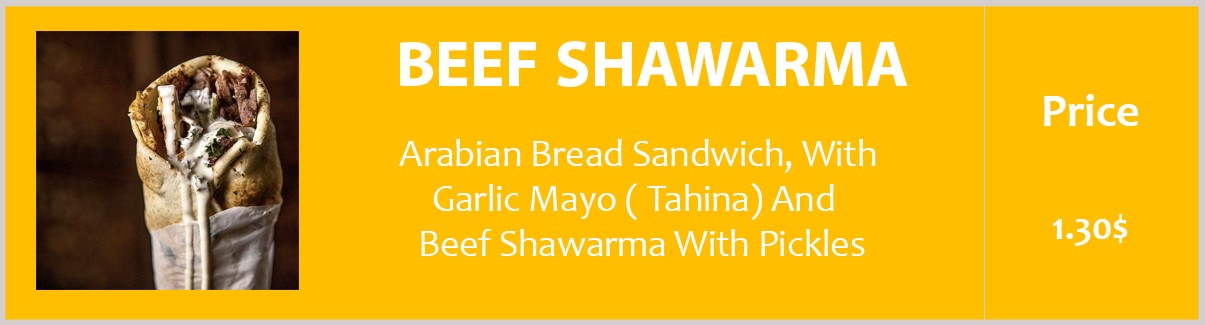 BEEF SHAWARMA
Arabian Bread Sandwich, With
Garlic Mayo ( Tahina) And
Beef Shawarma With Pickles
Price
1.30$